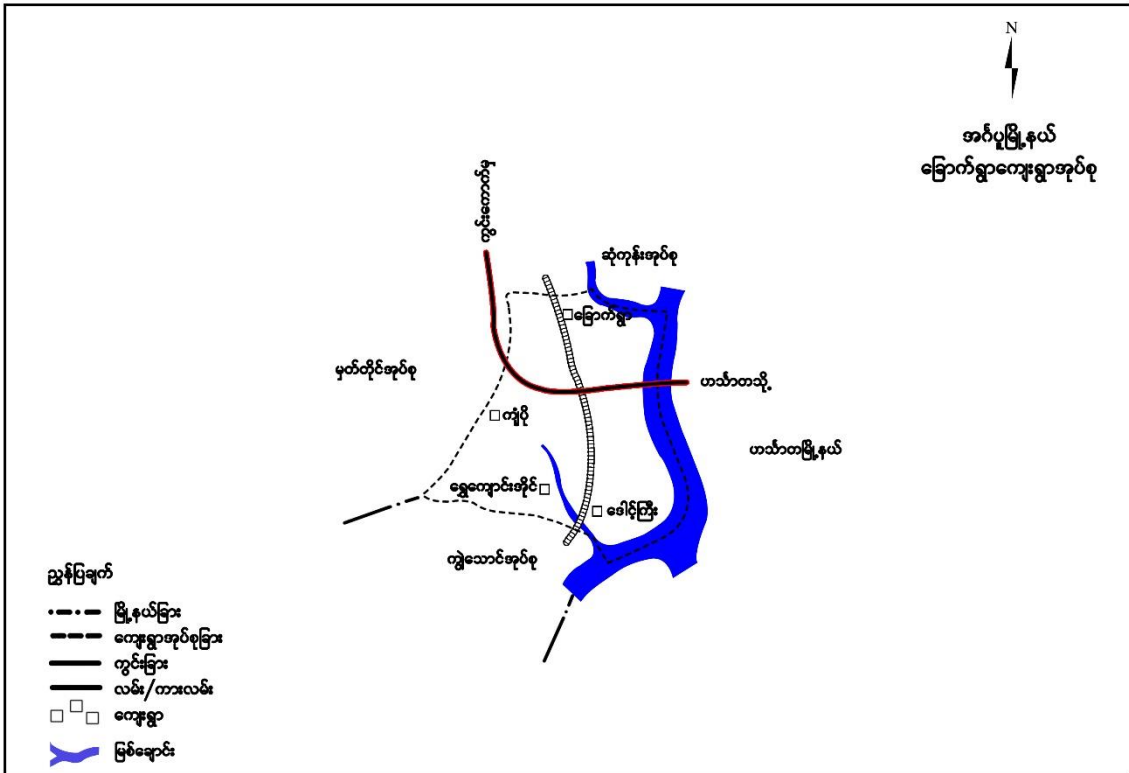 N
အင်္ဂပူမြို့နယ်
ခြောက်ရွာကျေးရွာအုပ်စု
ကွင်းကောက်မှ
ဆုံကုန်းအုပ်စု
ခြောက်ရွာ
မှတ်တိုင်အုပ်စု
ဟင်္သာတသို့
ကျုံပို
ဟင်္သာတမြို့နယ်
ရွှေကျောင်းအိုင်
ဒေါင့်ကြီး
ကျွဲသောင်အုပ်စု
ညွှန်ပြချက်
မြို့နယ်ခြား
ကျေးရွာအုပ်စုခြား
ကွင်းခြား
လမ်း/ကားလမ်း
ကျေးရွာ
မြစ်ချောင်း